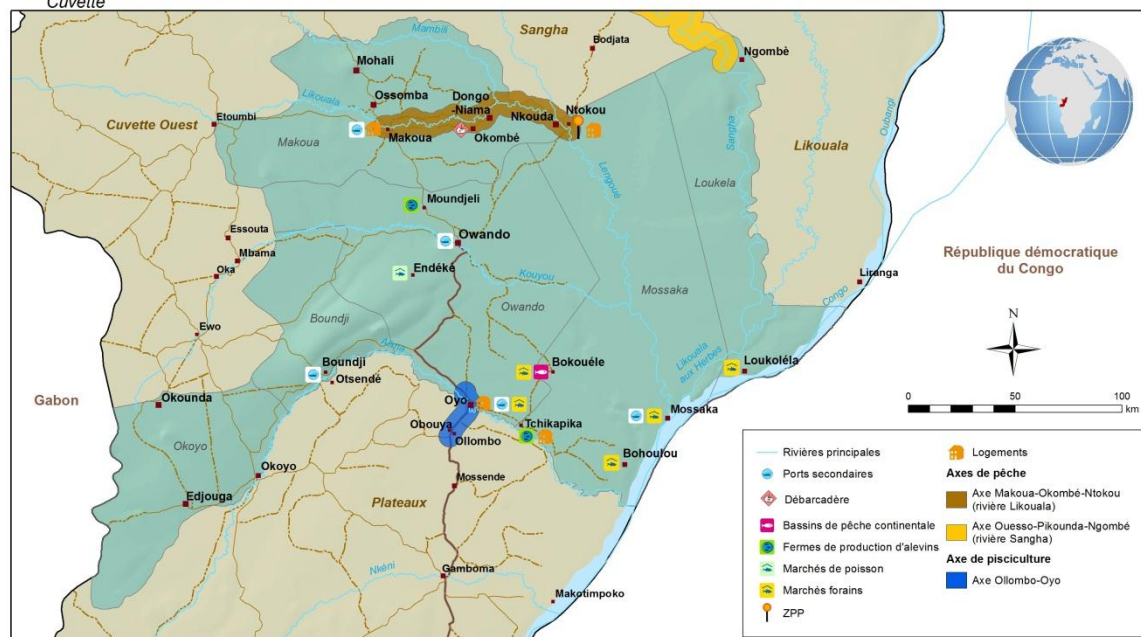 Cuvette
Sangha
Bodjata
Mambili
Ngombè
Mohali
Likouala
Ossomba
Dongo
-Niama
Nkouda
Ntokou
Cuvette Ouest
Etoumbi
Makoua
Makoua
Okombé
Sangha
Oubangi
Likouala
Lengoué
Loukela
Moundjeli
Essouta
Mbama
Oka
Owando
Endéké
Kouyou
République démocratique
du Congo
Liranga
Congo
Mossaka
Owando
Boundji
Ewo
Alima
Likouala
aux Herbes
N
Gabon
Boundji
Otsendè
Bokouéle
Loukoléla
Okounda
Oyo
Obouya
Ollombo
Tchikapika
Mossaka
0
50
100
km
Okoyo
Okoyo
Bohoulou
Edjouga
Mossende
Plateaux
Nkéni
Gamboma
Makotimpoko
Rivières principales
Ports secondaires
Débarcadère
Bassins de pêche continentale
Fermes de production d'alevins
Marchés de poisson
Marchés forains
ZPP
Logements
Axes de pêche
Axe Makoua-Okombé-Ntokou
(rivière Likouala)
Axe Ouesso-Pikounda-Ngombé
(rivière Sangha)
Axe de pisciculture
Axe Ollombo-Oyo